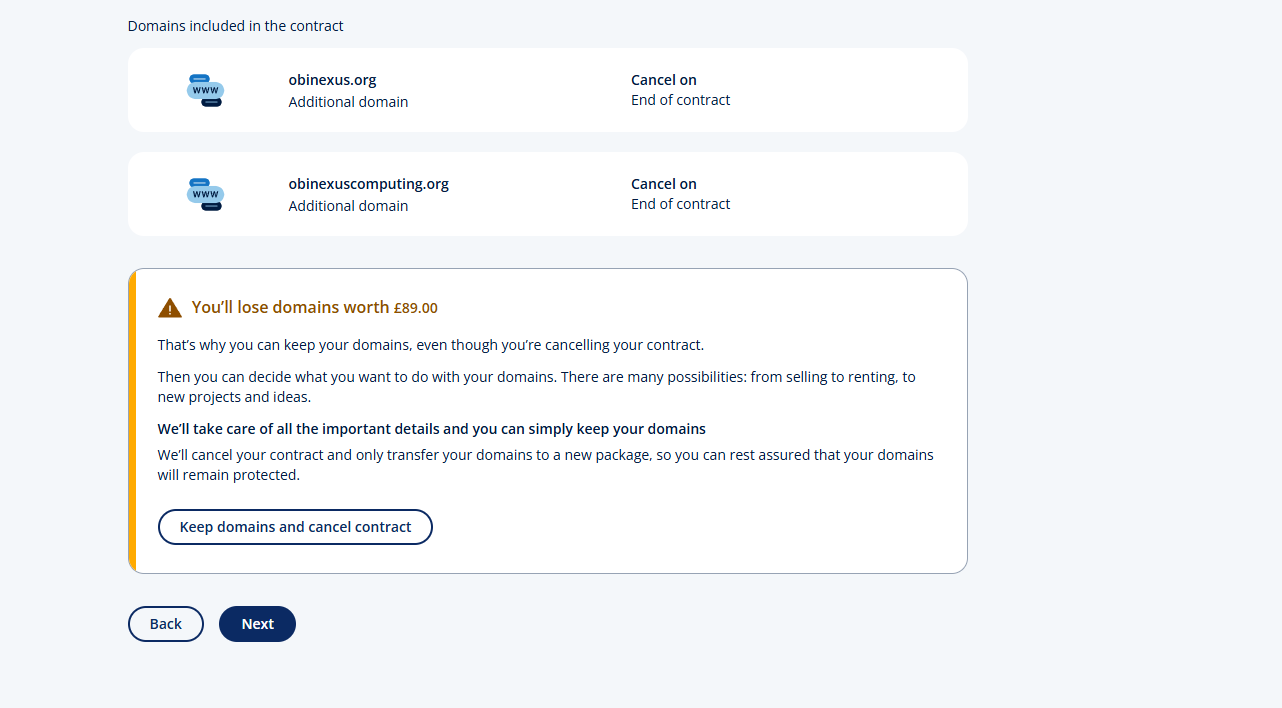 Domains included in the contract
www
obinexus.org
Additional domain
Cancel on
End of contract
www
obinexuscomputing.org
Additional domain
Cancel on
End of contract
You’ll lose domains worth £89.00
That’s why you can keep your domains, even though you’re cancelling your contract.
Then you can decide what you want to do with your domains. There are many possibilities: from selling to renting, to
new projects and ideas.
We’ll take care of all the important details and you can simply keep your domains
We’ll cancel your contract and only transfer your domains to a new package, so you can rest assured that your domains
will remain protected.
Keep domains and cancel contract
Back
Next